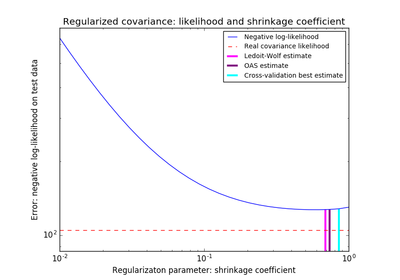 Regularized covariance: likelihood and shrinkage coefficient
Negative log-likelihood
Real covariance likelihood
Ledoit-Wolf estimate
OAS estimate
Cross-validation best estimate
Error: negative log-likelihood on test data
10²
10⁻²
10⁻¹
10⁰
Regularizaton parameter: shrinkage coefficient